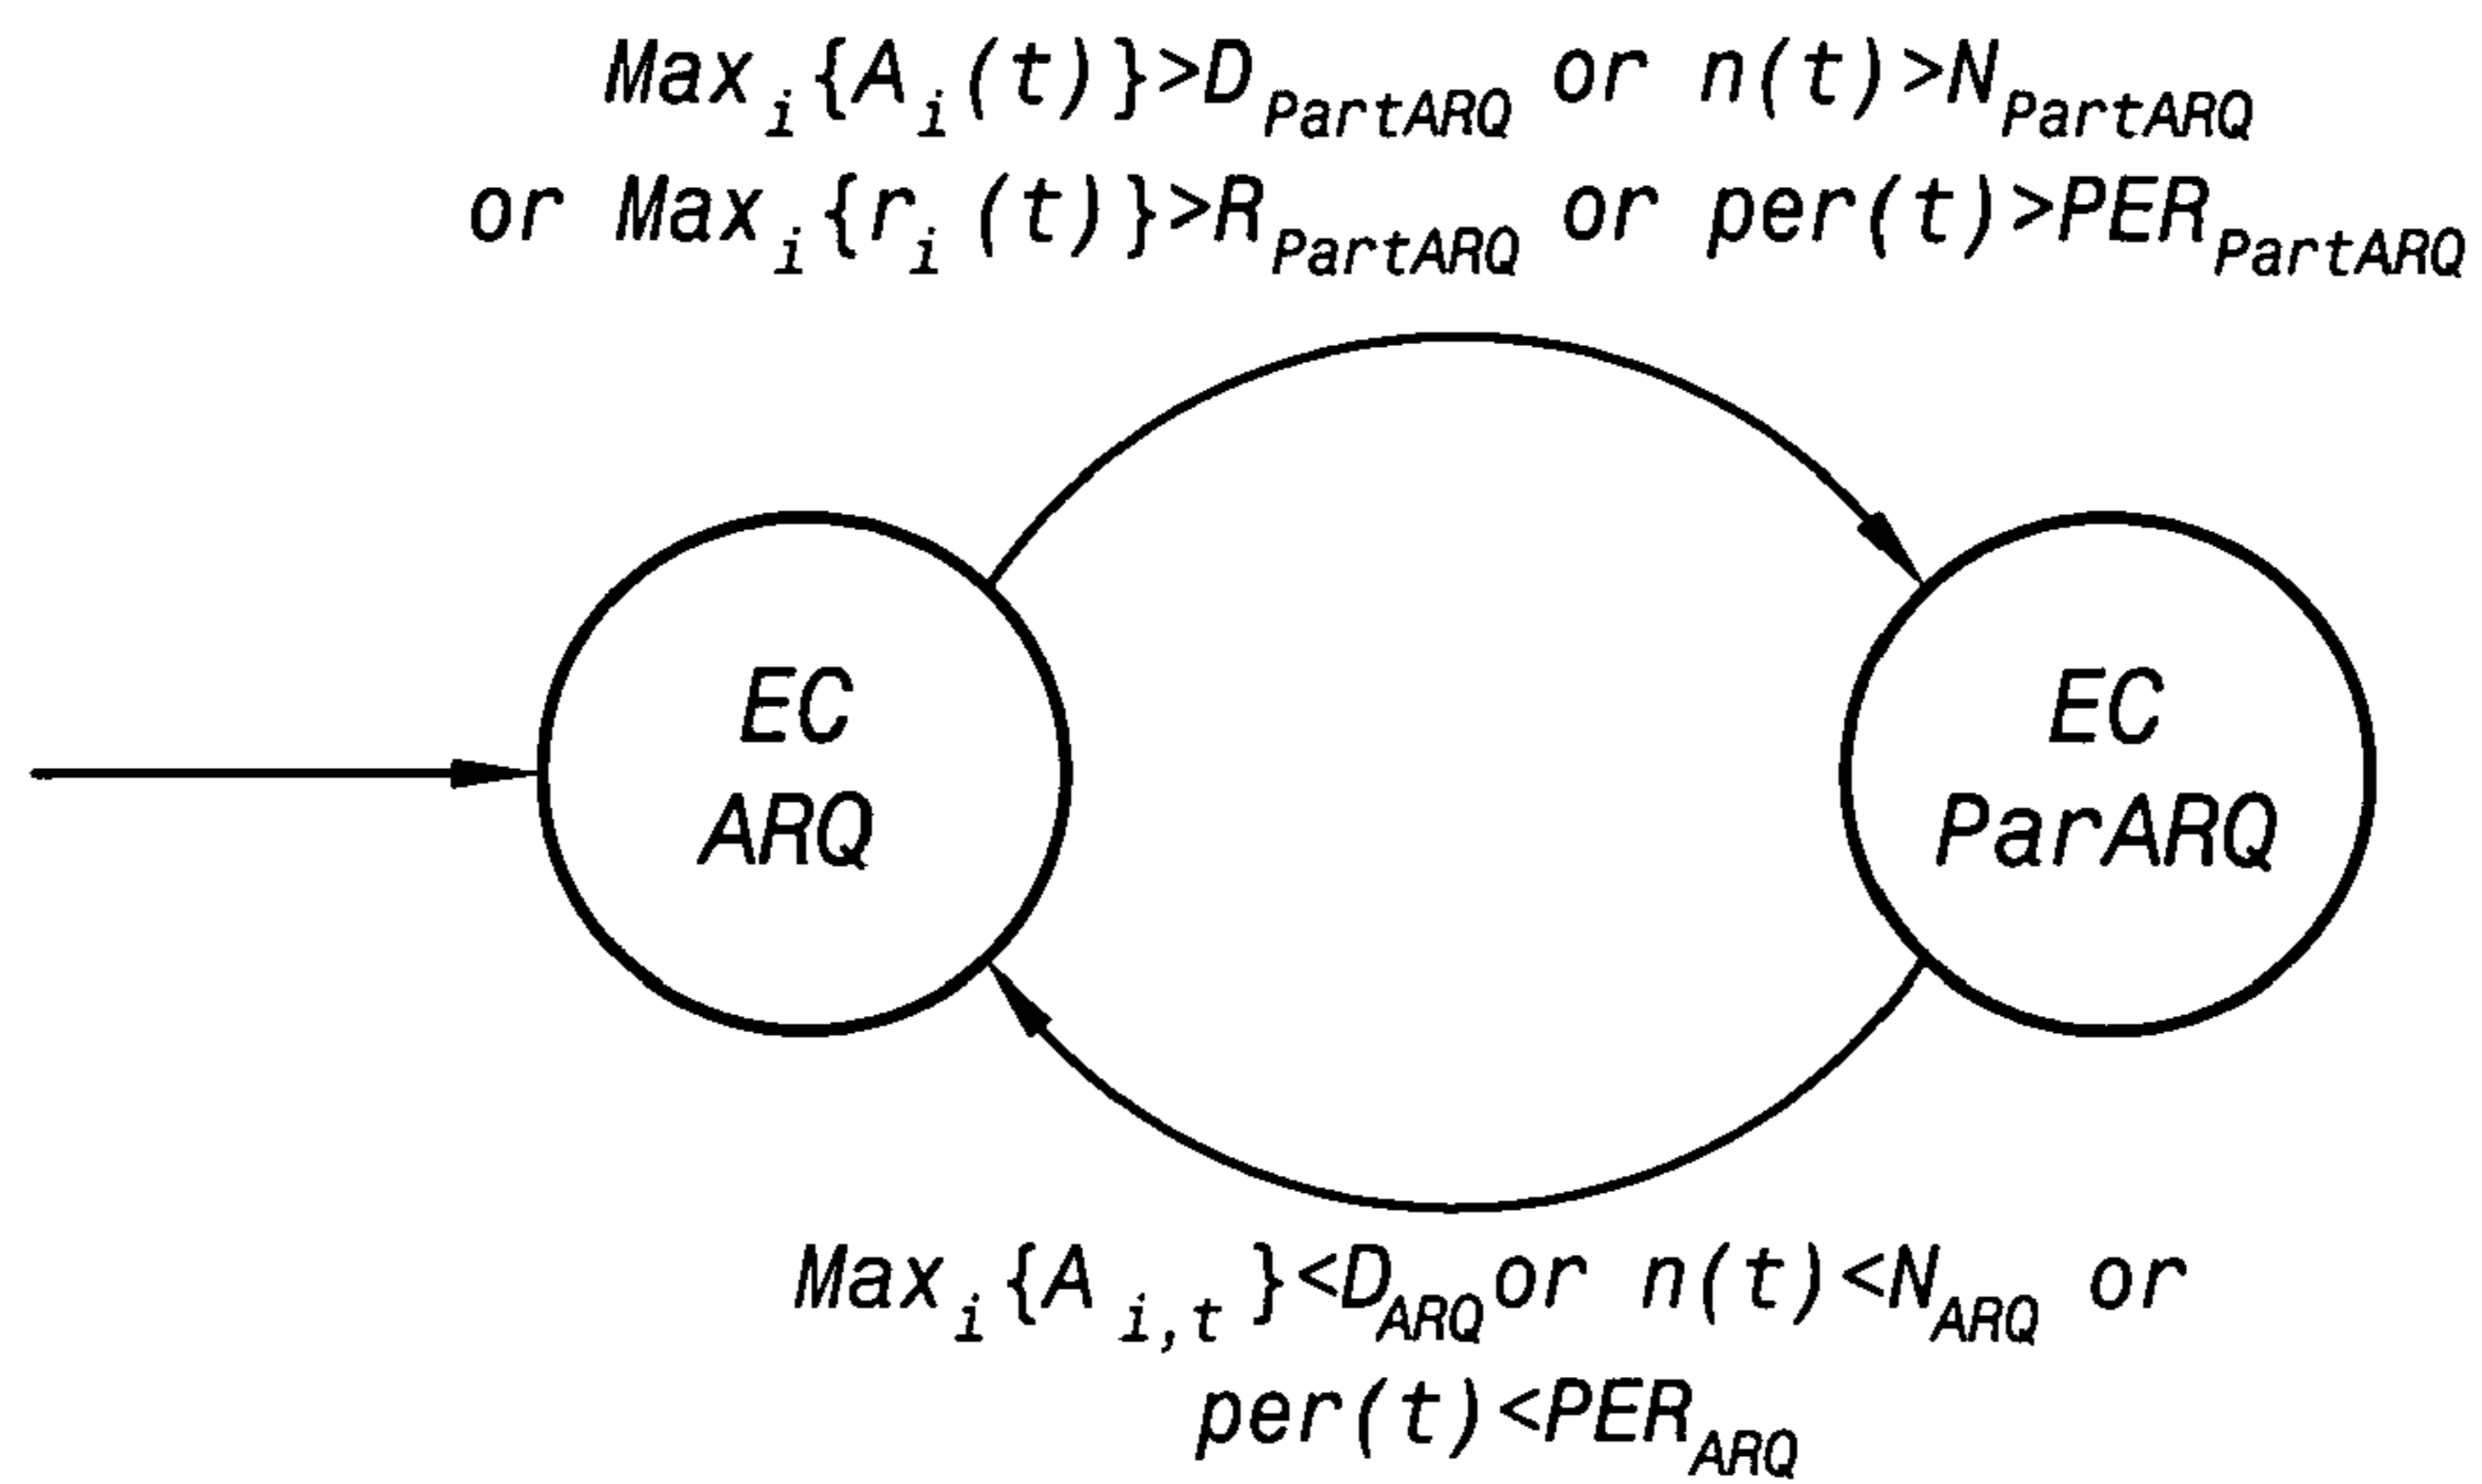 Max_i{A_i(t)}>D_PartARQ or n(t)>N_PartARQ
or Max_i{r_i(t)}>R_PartARQ or per(t)>PER_PartARQ
EC
ARQ
EC
ParARQ
Max_i{A_i,t}<D_ARQ or n(t)<N_ARQ or
per(t)<PER_ARQ